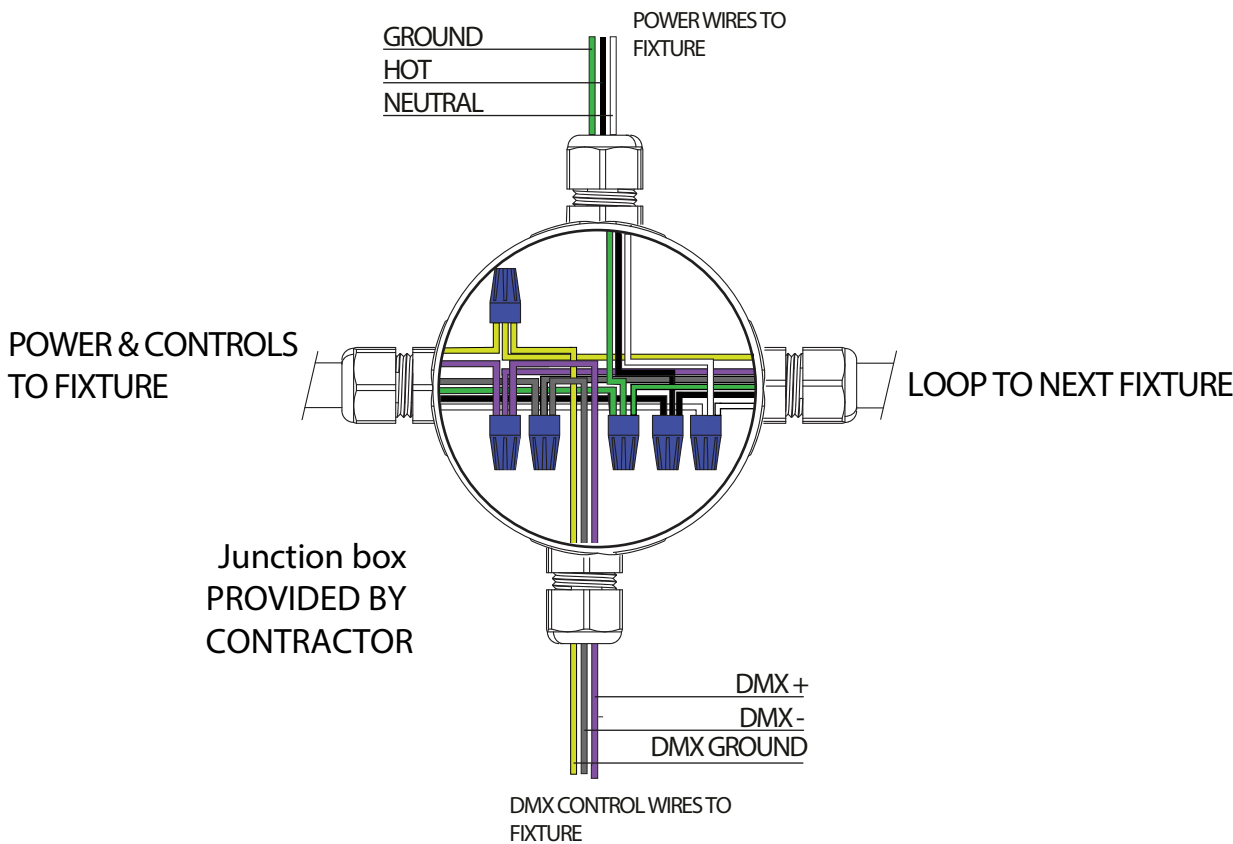 POWER WIRES TO
FIXTURE
GROUND
HOT
NEUTRAL
POWER & CONTROLS
TO FIXTURE
LOOP TO NEXT FIXTURE
Junction box
PROVIDED BY
CONTRACTOR
DMX +
DMX -
DMX GROUND
DMX CONTROL WIRES TO
FIXTURE